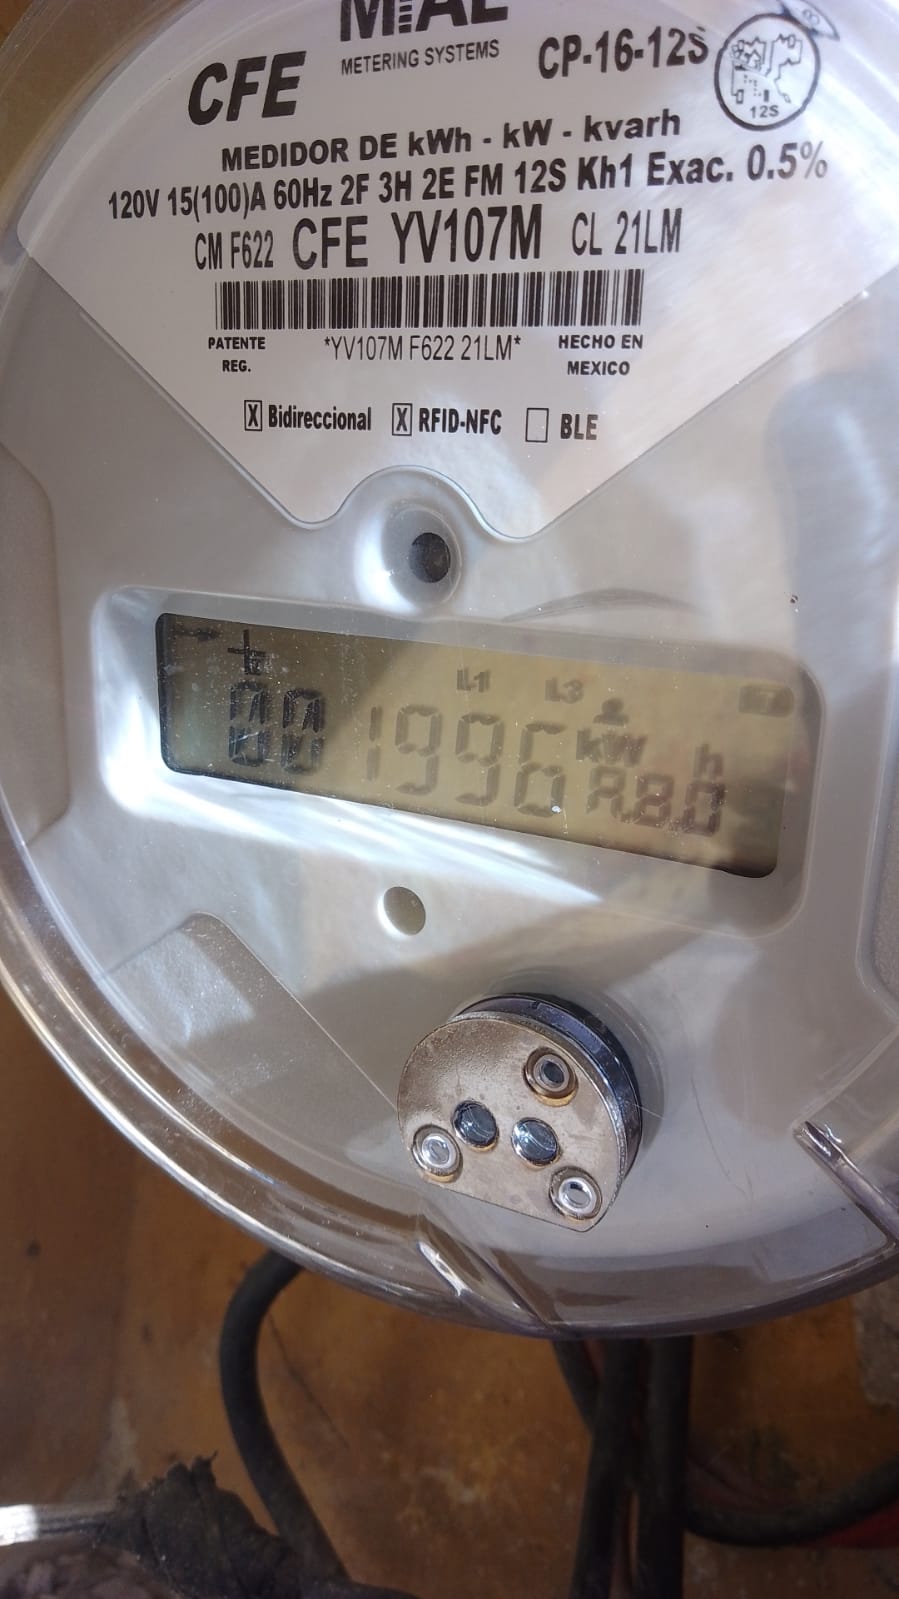 MIAL
METERING SYSTEMS
CFE
CP-16-12S
12S
MEDIDOR DE kWh - kW - kvarh
120V 15(100)A 60Hz 2F 3H 2E FM 12S Kh1 Exac. 0.5%
CM F622 CFE YV107M CL 21LM
PATENTE REG.
*YV107M F622 21LM*
HECHO EN MEXICO
X Bidireccional X RFID-NFC BLE
L1 L3
001996 kWh